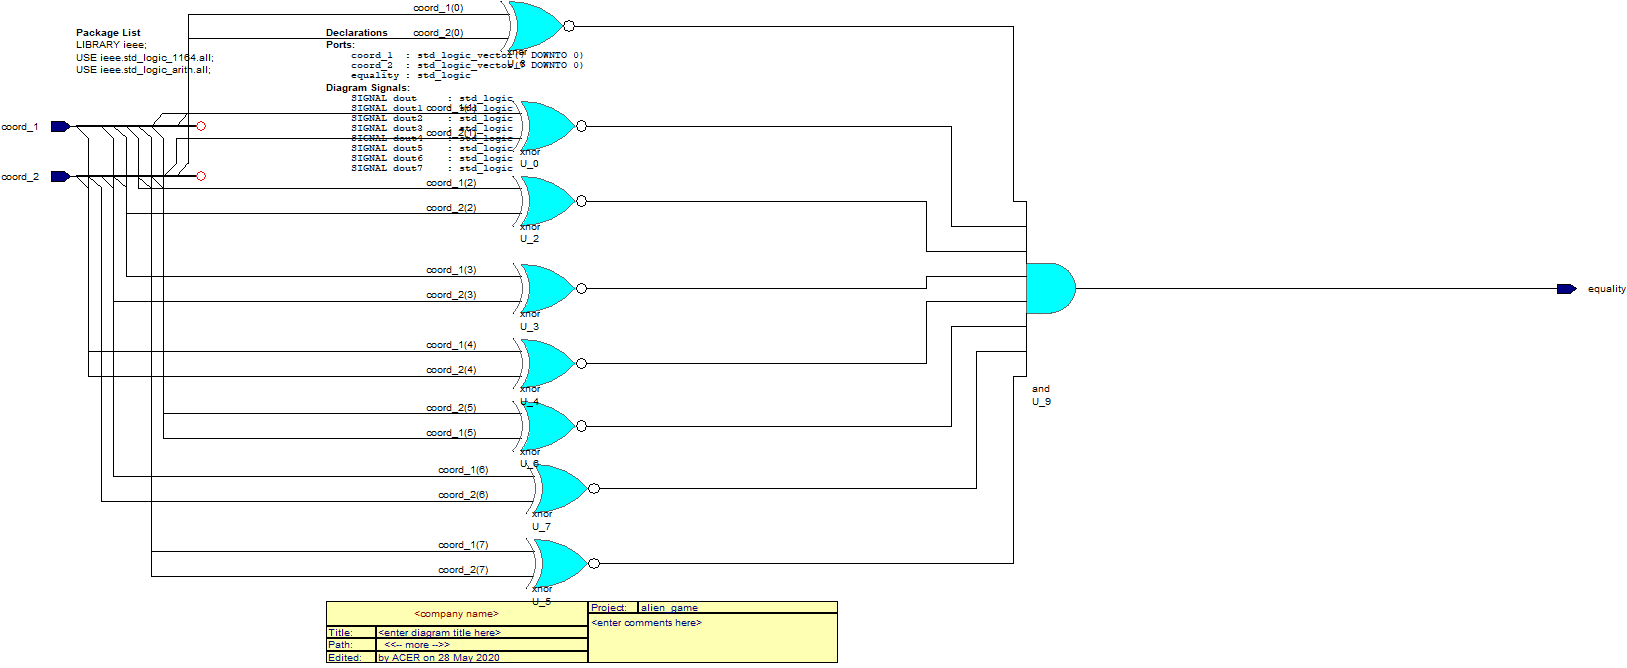 coord_1(0)
Package List
LIBRARY ieee;
USE ieee.std_logic_1164.all;
USE ieee.std_logic_arith.all;
Declarations
coord_2(0)
Ports:
coord_1 : std_logic_vector(7 DOWNTO 0)
coord_2 : std_logic_vector(7 DOWNTO 0)
equality : std_logic
xnor
Diagram Signals:
SIGNAL dout : std_logic
SIGNAL dout1 : std_logic
SIGNAL dout2 : std_logic
SIGNAL dout3 : std_logic
SIGNAL dout4 : std_logic
SIGNAL dout5 : std_logic
SIGNAL dout6 : std_logic
SIGNAL dout7 : std_logic
coord_2(1)
xnor
U_0
coord_1
coord_2
coord_1(2)
coord_2(2)
xnor
U_2
coord_1(3)
coord_2(3)
xnor
U_3
coord_1(4)
coord_2(4)
xnor
U_4
coord_2(5)
coord_1(5)
xnor
U_6
coord_1(6)
coord_2(6)
xnor
U_7
coord_1(7)
coord_2(7)
xnor
U_5
and
U_9
equality
<company name>
Project: alien_game
<enter comments here>
Title: <enter diagram title here>
Path: <<-- more -->>
Edited: by ACER on 28 May 2020